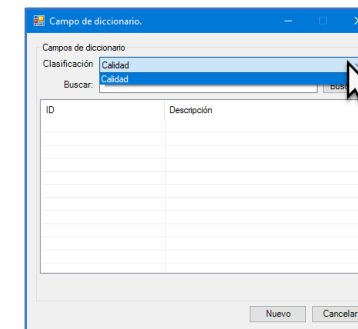 Campo de diccionario.
Campos de diccionario
Clasificación Calidad
Calidad
Buscar:
ID Descripción
Nuevo Cancelar